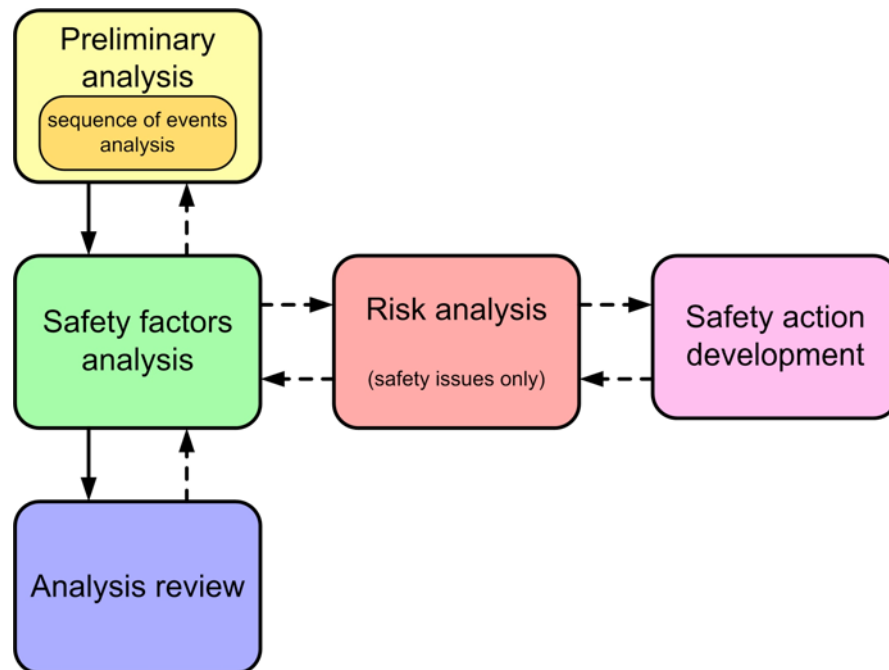 Preliminary
analysis
sequence of events
analysis
Safety factors
analysis
Risk analysis
(safety issues only)
Safety action
development
Analysis review